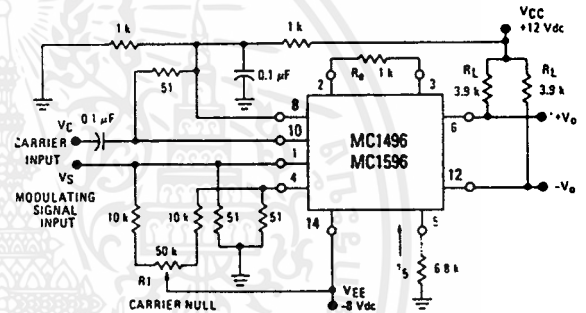 1 k
1 k
VCC
+12 Vdc
51
0.1 µF
Re
1 k
RL
3.9 k
RL
3.9 k
2
3
VC
0.1 µF
CARRIER
INPUT
8
10
1
4
MC1496
MC1596
6
12
+Vo
-Vo
VS
MODULATING
SIGNAL
INPUT
10 k
10 k
51
51
14
5
50 k
R1
I5
6.8 k
CARRIER NULL
VEE
-8 Vdc